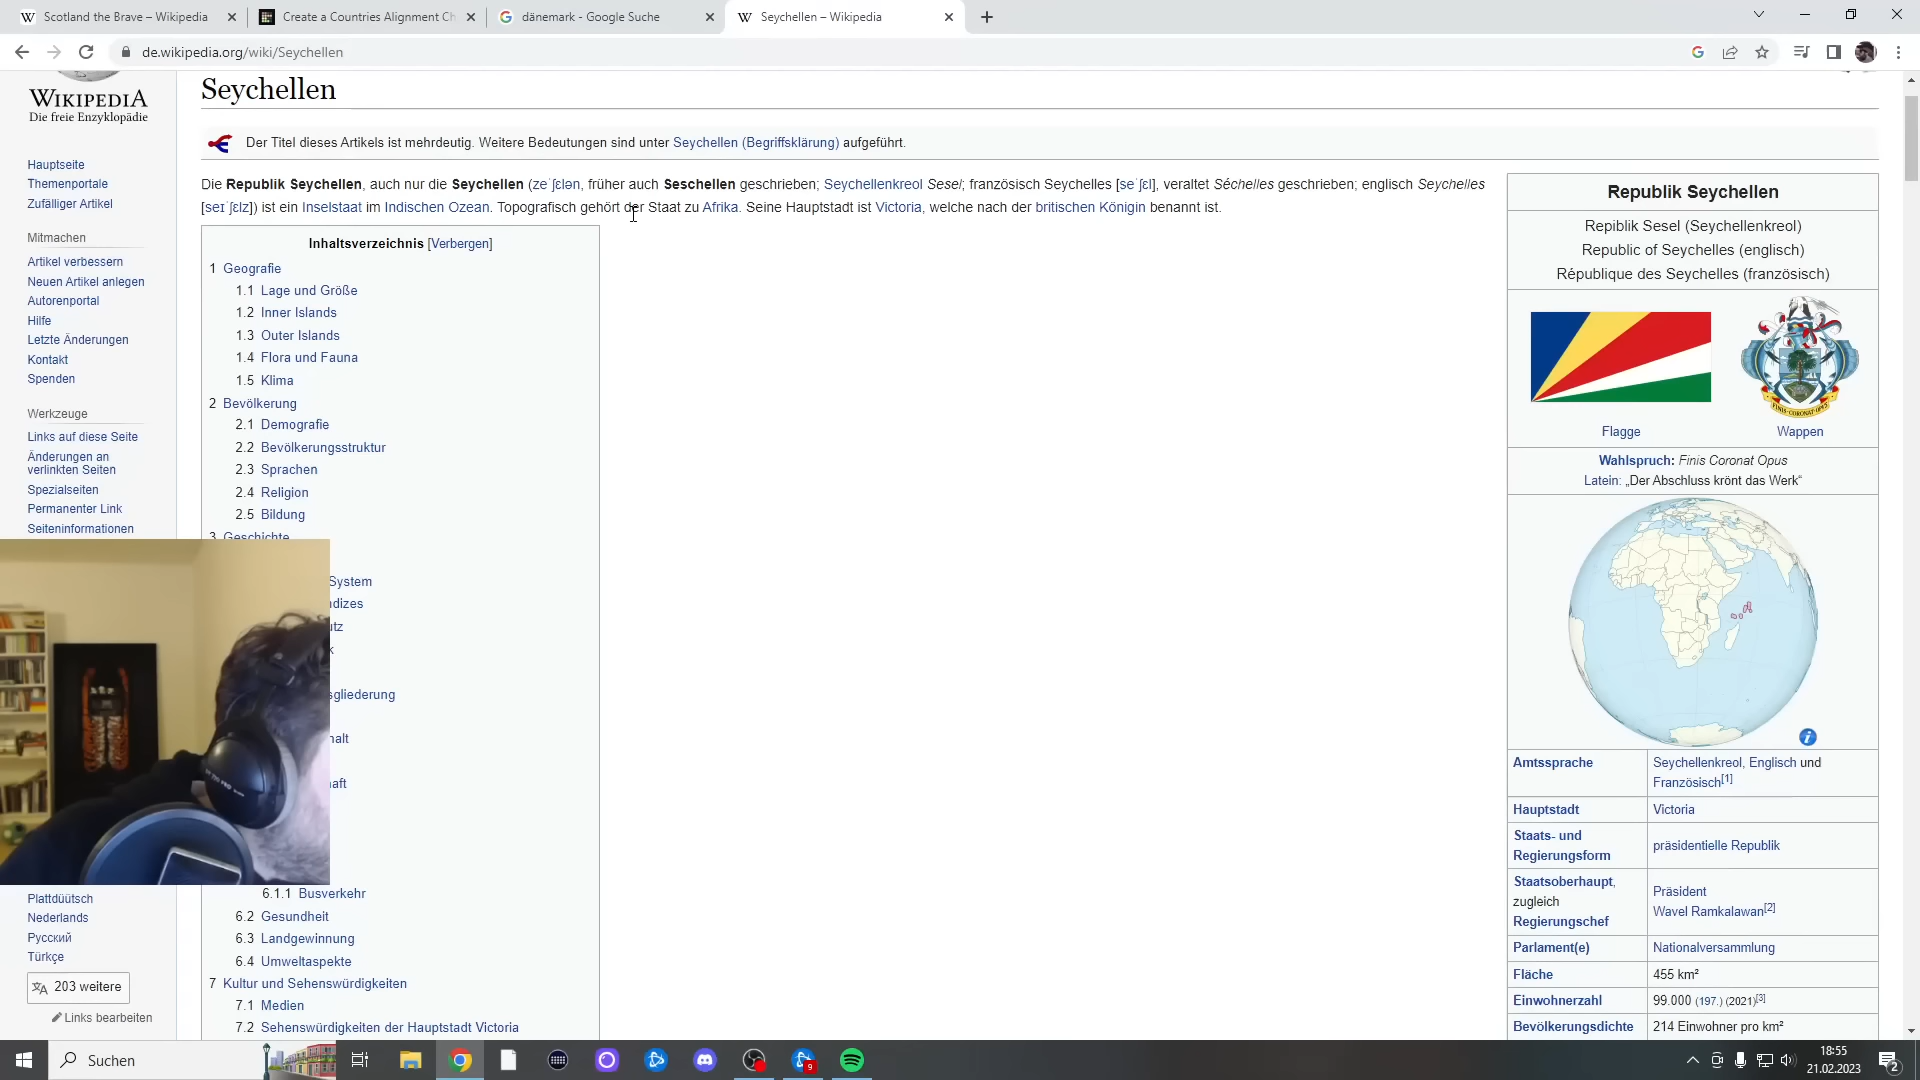 Scotland the Brave – Wikipedia
Create a Countries Alignment Ch
dänemark - Google Suche
Seychellen – Wikipedia
de.wikipedia.org/wiki/Seychellen
WIKIPEDIA
Die freie Enzyklopädie
Hauptseite
Themenportale
Zufälliger Artikel
Mitmachen
Artikel verbessern
Neuen Artikel anlegen
Autorenportal
Hilfe
Letzte Änderungen
Kontakt
Spenden
Werkzeuge
Links auf diese Seite
Änderungen an
verlinkten Seiten
Spezialseiten
Permanenter Link
Seiteninformationen
Plattdüütsch
Nederlands
Русский
Türkçe
203 weitere
Links bearbeiten
Seychellen
Der Titel dieses Artikels ist mehrdeutig. Weitere Bedeutungen sind unter Seychellen (Begriffsklärung) aufgeführt.
Die Republik Seychellen, auch nur die Seychellen (zeˈʃɛlən, früher auch Seschellen geschrieben; Seychellenkreol Sesel; französisch Seychelles [seˈʃɛl], veraltet Séchelles geschrieben; englisch Seychelles
[seɪˈʃɛlz]) ist ein Inselstaat im Indischen Ozean. Topografisch gehört der Staat zu Afrika. Seine Hauptstadt ist Victoria, welche nach der britischen Königin benannt ist.
Inhaltsverzeichnis [Verbergen]
1 Geografie
1.1 Lage und Größe
1.2 Inner Islands
1.3 Outer Islands
1.4 Flora und Fauna
1.5 Klima
2 Bevölkerung
2.1 Demografie
2.2 Bevölkerungsstruktur
2.3 Sprachen
2.4 Religion
2.5 Bildung
3 Geschichte
System
dizes
tz
k
sgliederung
halt
aft
6.1.1 Busverkehr
6.2 Gesundheit
6.3 Landgewinnung
6.4 Umweltaspekte
7 Kultur und Sehenswürdigkeiten
7.1 Medien
7.2 Sehenswürdigkeiten der Hauptstadt Victoria
Republik Seychellen
Repiblik Sesel (Seychellenkreol)
Republic of Seychelles (englisch)
République des Seychelles (französisch)
FINIS CORONAT OPUS
Flagge
Wappen
Wahlspruch: Finis Coronat Opus
Latein: „Der Abschluss krönt das Werk“
Amtssprache
Seychellenkreol, Englisch und
Französisch[1]
Hauptstadt
Victoria
Staats- und
Regierungsform
präsidentielle Republik
Staatsoberhaupt,
zugleich
Regierungschef
Präsident
Wavel Ramkalawan[2]
Parlament(e)
Nationalversammlung
Fläche
455 km²
Einwohnerzahl
99.000 (197.) (2021)[3]
Bevölkerungsdichte
214 Einwohner pro km²
Suchen
9
18:55
21.02.2023
2